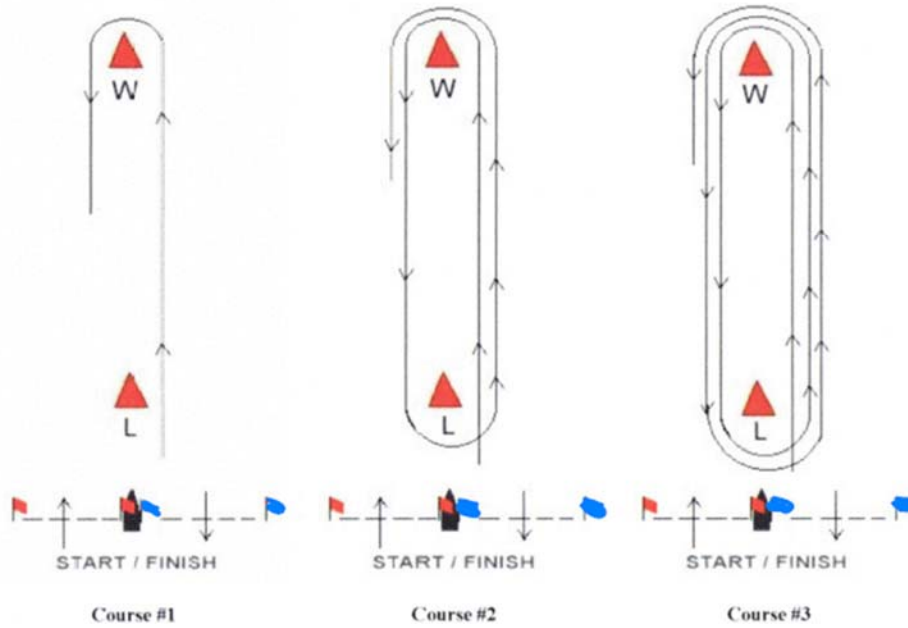 W W W
L L L
START / FINISH START / FINISH START / FINISH
Course #1 Course #2 Course #3